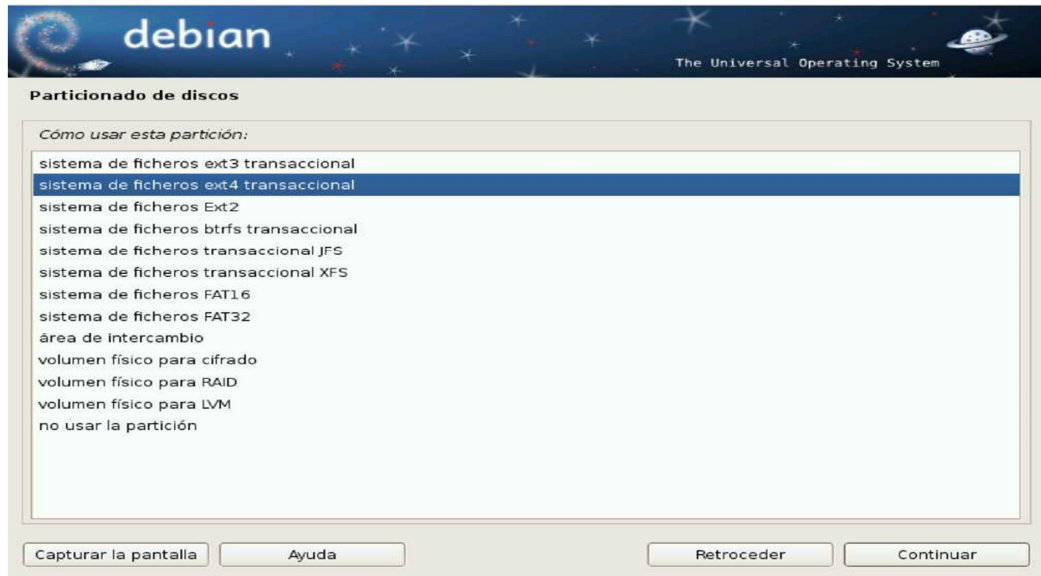 debian
The Universal Operating System
Particionado de discos
Cómo usar esta partición:
sistema de ficheros ext3 transaccional
sistema de ficheros ext4 transaccional
sistema de ficheros Ext2
sistema de ficheros btrfs transaccional
sistema de ficheros transaccional JFS
sistema de ficheros transaccional XFS
sistema de ficheros FAT16
sistema de ficheros FAT32
área de intercambio
volumen físico para cifrado
volumen físico para RAID
volumen físico para LVM
no usar la partición
Capturar la pantalla Ayuda Retroceder Continuar